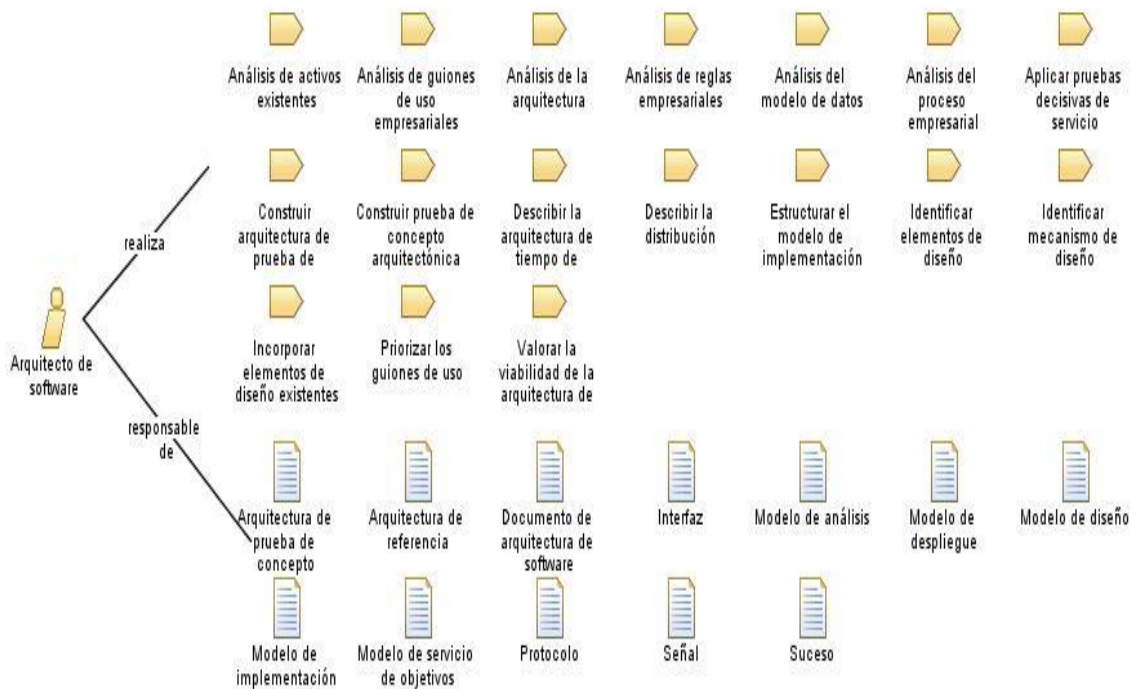 Análisis de activos
existentes
Análisis de guiones
de uso
empresariales
Análisis de la
arquitectura
Análisis de reglas
empresariales
Análisis del
modelo de datos
Análisis del
proceso
empresarial
Aplicar pruebas
decisivas de
servicio
Construir
arquitectura de
prueba de
Construir prueba de
concepto
arquitectónica
Describir la
arquitectura de
tiempo de
Describir la
distribución
Estructurar el
modelo de
implementación
Identificar
elementos de
diseño
Identificar
mecanismo de
diseño
realiza
Arquitecto de
software
Incorporar
elementos de
diseño existentes
Priorizar los
guiones de uso
Valorar la
viabilidad de la
arquitectura de
responsable
de
Arquitectura de
prueba de
concepto
Arquitectura de
referencia
Documento de
arquitectura de
software
Interfaz
Modelo de análisis
Modelo de
despliegue
Modelo de diseño
Modelo de
implementación
Modelo de servicio
de objetivos
Protocolo
Señal
Suceso